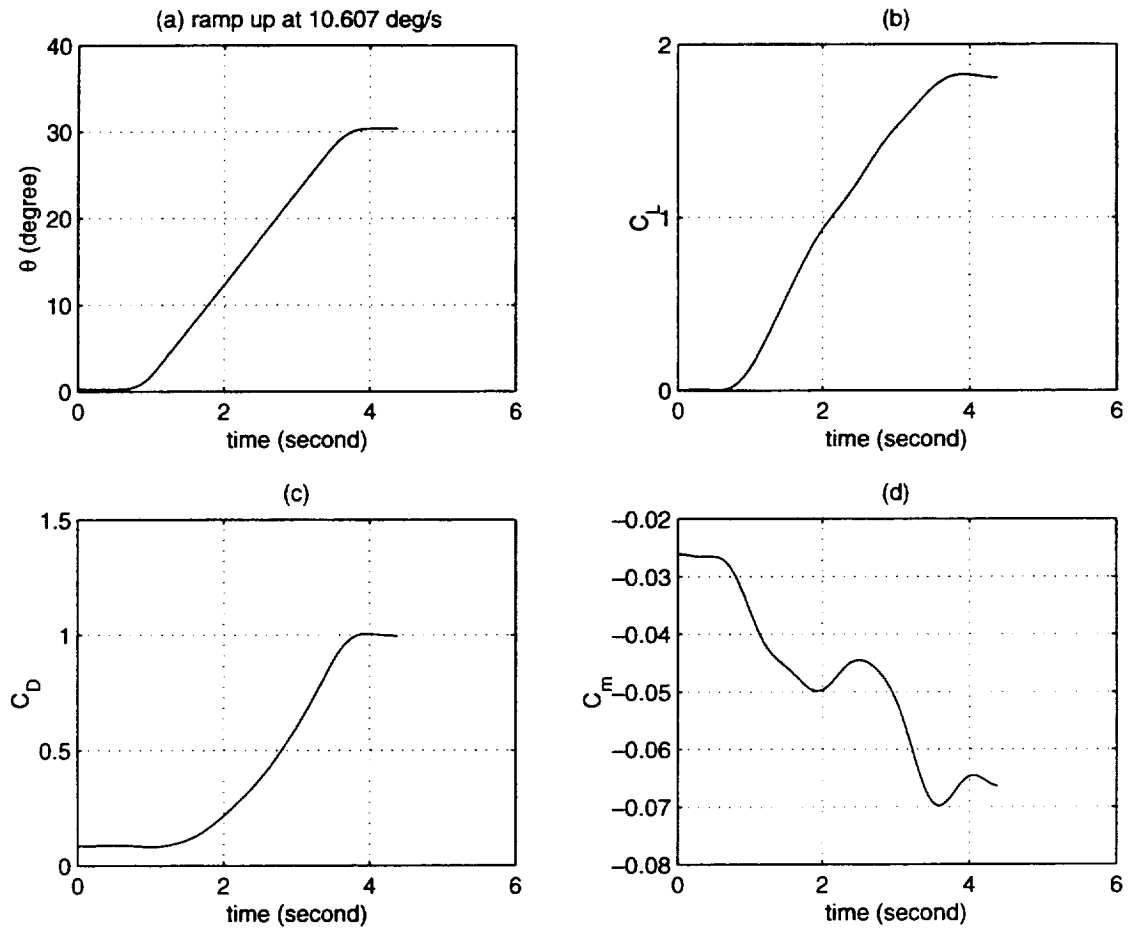 (a) ramp up at 10.607 deg/s
40
30
20
10
0
θ (degree)
0 2 4 6
time (second)
(b)
2
1
0
C_L
0 2 4 6
time (second)
(c)
1.5
1
0.5
0
C_D
0 2 4 6
time (second)
(d)
−0.02
−0.03
−0.04
−0.05
−0.06
−0.07
−0.08
C_m
0 2 4 6
time (second)